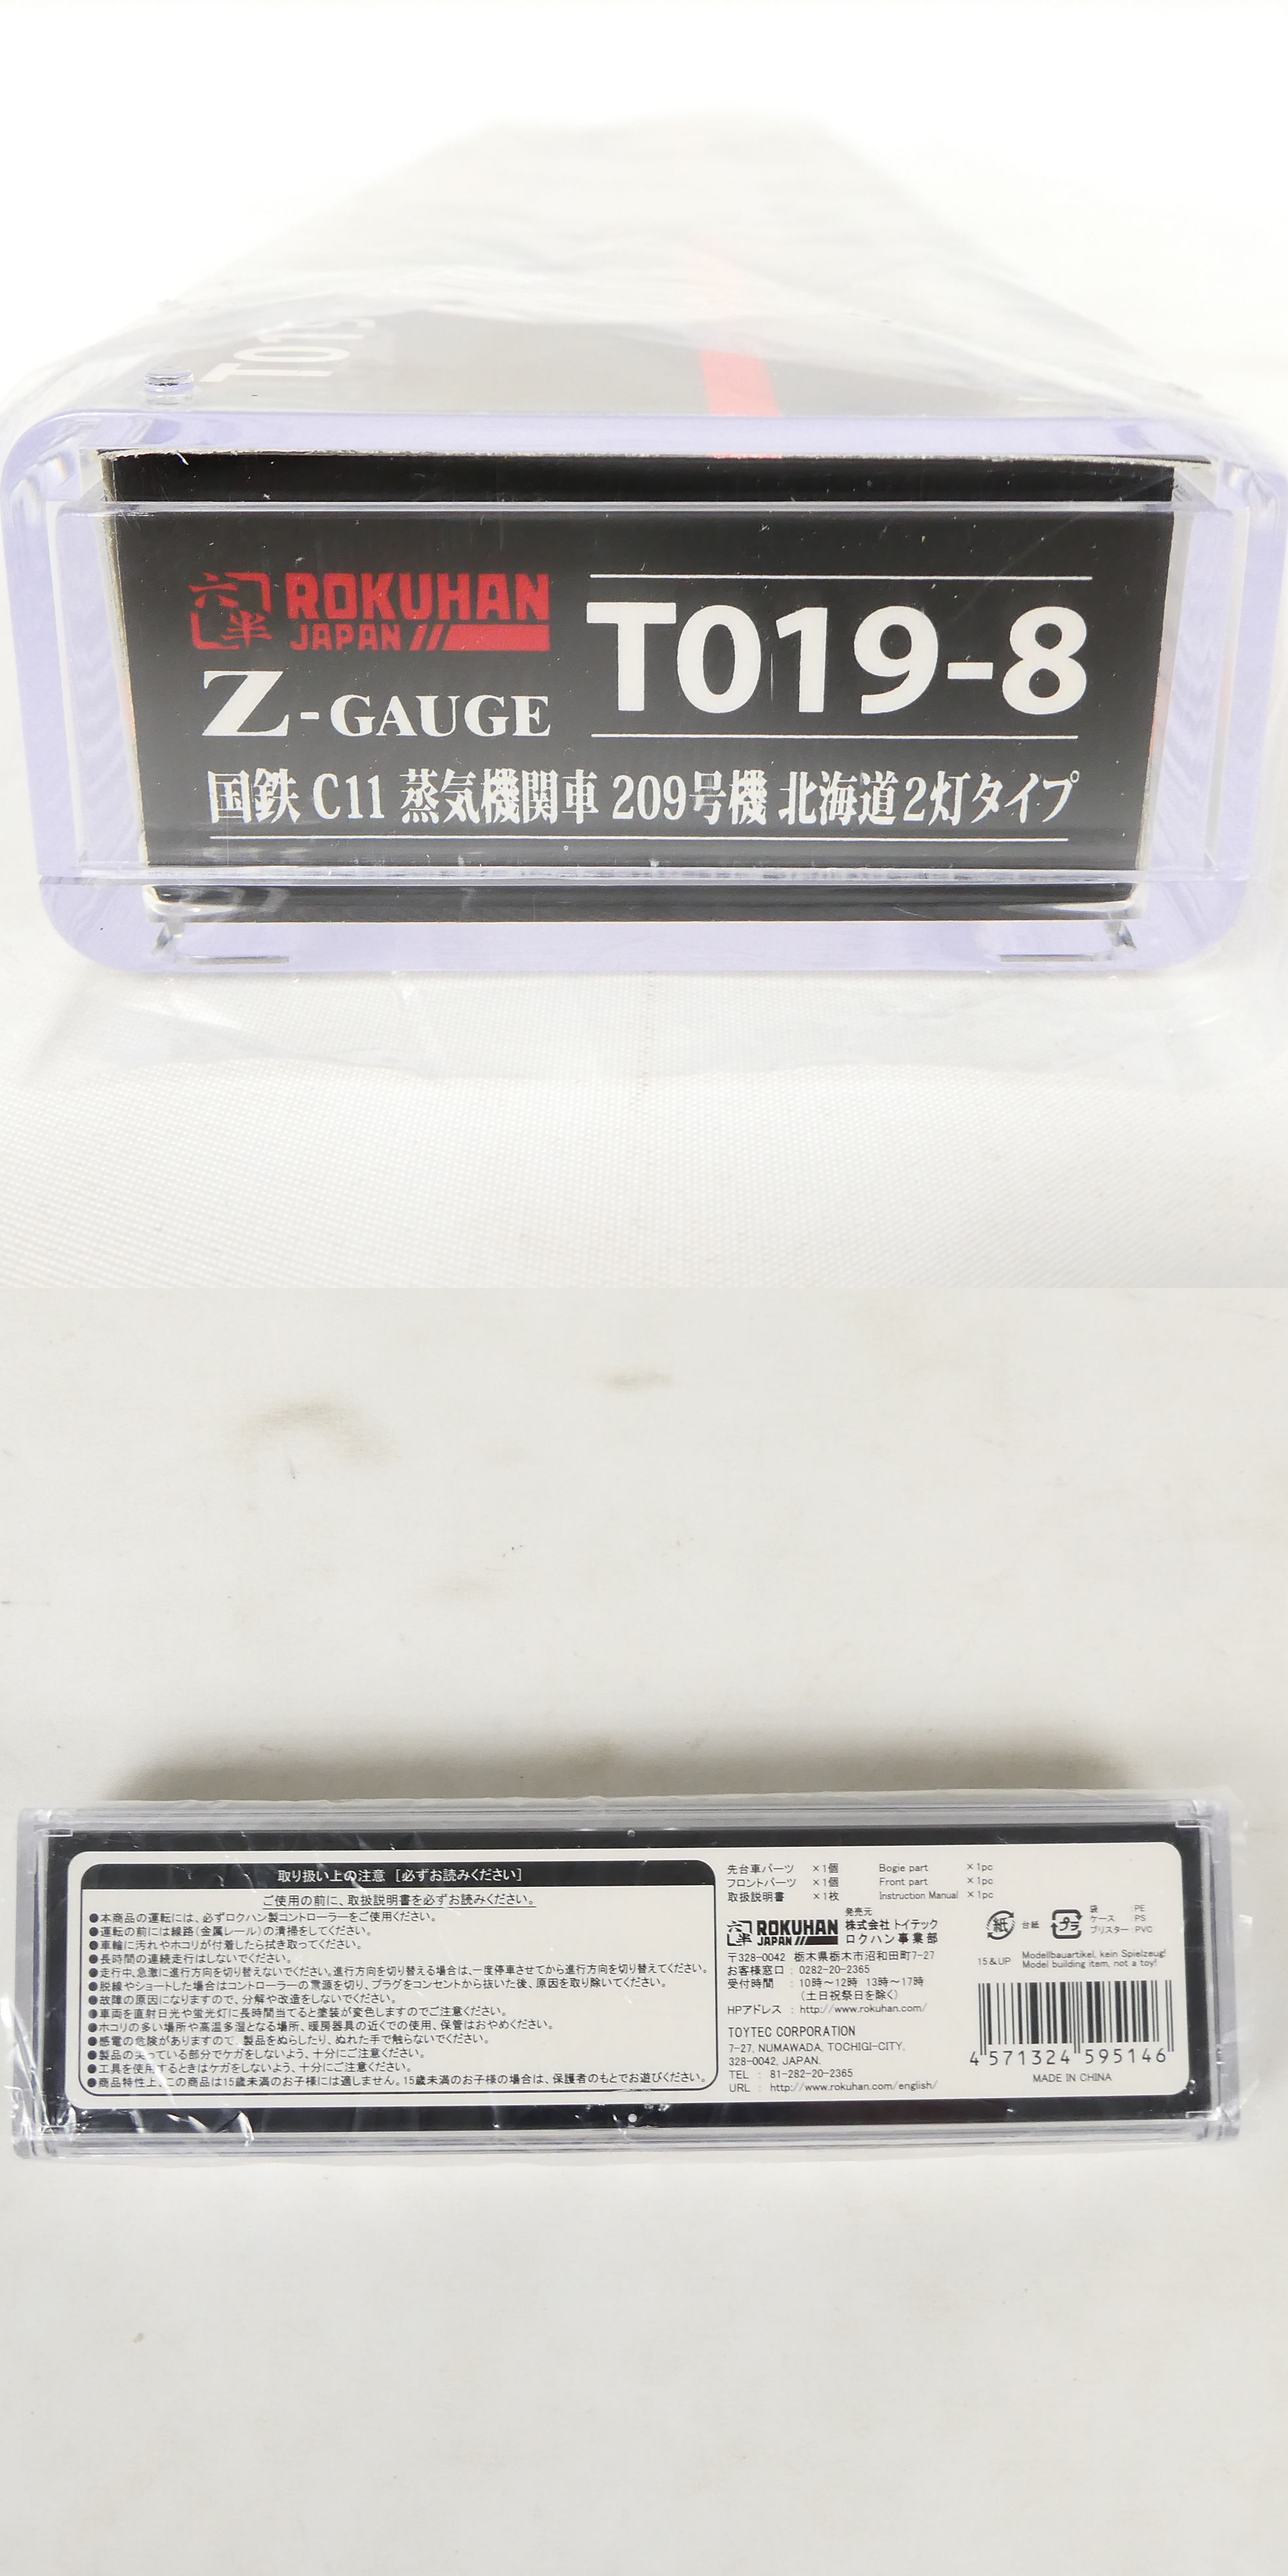 T019
六半
ROKUHAN
JAPAN
Z-GAUGE
T019-8
国鉄 C11 蒸気機関車 209号機 北海道2灯タイプ
取り扱い上の注意 [必ずお読みください]
ご使用の前に、取扱説明書を必ずお読みください。
●本商品の運転には、必ずロクハン製コントローラーをご使用ください。
●運転の前には線路(金属レール)の清掃をしてください。
●車輪に汚れやホコリが付着したら拭き取ってください。
●長時間の連続走行はしないでください。
●走行中、急激に進行方向を切り替えないでください。進行方向を切り替える場合は、一度停車させてから進行方向を切り替えてください。
●脱線やショートした場合はコントローラーの電源を切り、プラグをコンセントから抜いた後、原因を取り除いてください。
●故障の原因になりますので、分解や改造をしないでください。
●車両を直射日光や蛍光灯に長時間当てると塗装が変色しますのでご注意ください。
●ホコリの多い場所や高温多湿となる場所、暖房器具の近くでの使用、保管はおやめください。
●感電の危険がありますので、製品をぬらしたり、ぬれた手で触らないでください。
●製品の尖っている部分でケガをしないよう、十分にご注意ください。
●工具を使用するときはケガをしないよう、十分にご注意ください。
●商品特性上、この商品は15歳未満のお子様には適しません。15歳未満のお子様の場合は、保護者のもとでお遊びください。
先台車パーツ ×1個 Bogie part ×1pc
フロントパーツ ×1個 Front part ×1pc
取扱説明書 ×1枚 Instruction Manual ×1pc
発売元
六半 ROKUHAN JAPAN
株式会社 トイテック
ロクハン事業部
〒328-0042 栃木県栃木市沼和田町7-27
お客様窓口 : 0282-20-2365
受付時間 : 10時〜12時 13時〜17時
(土日祝祭日を除く)
HPアドレス : http://www.rokuhan.com/
TOYTEC CORPORATION
7-27, NUMAWADA, TOCHIGI-CITY,
328-0042, JAPAN.
TEL : 81-282-20-2365
URL : http://www.rokuhan.com/english/
紙 台紙
プラ
袋 :PE
ケース :PS
ブリスター:PVC
15&UP
Modellbauartikel, kein Spielzeug!
Model building item, not a toy!
4 571324 595146
MADE IN CHINA